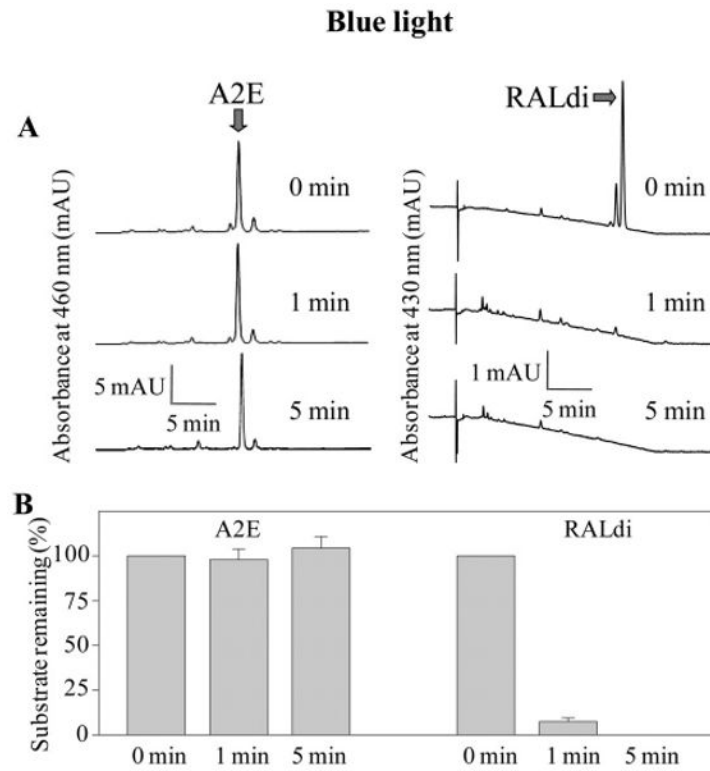 Blue light
A
A2E
RALdi
Absorbance at 460 nm (mAU)
0 min
1 min
5 min
5 mAU
5 min
Absorbance at 430 nm (mAU)
0 min
1 min
5 min
1 mAU
5 min
B
Substrate remaining (%)
A2E
RALdi
100
75
50
25
0
0 min 1 min 5 min 0 min 1 min 5 min